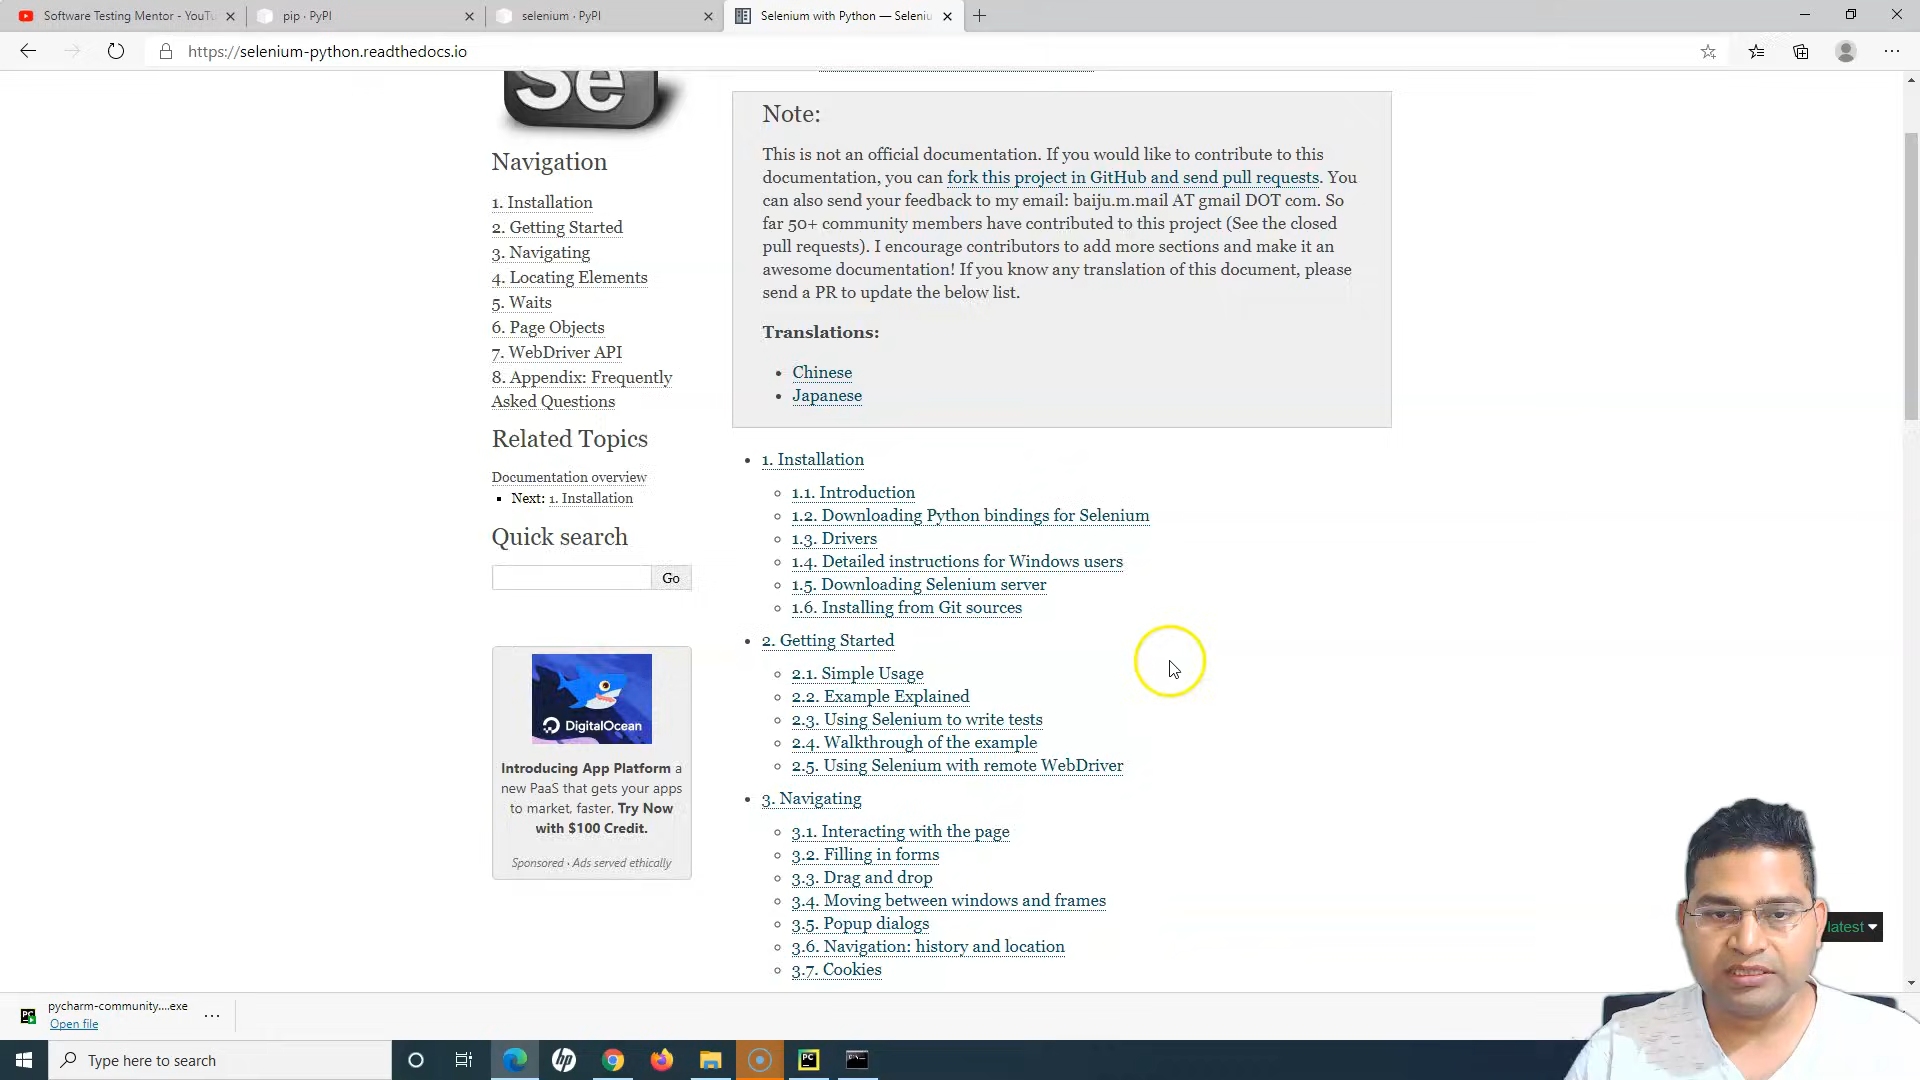 Software Testing Mentor - YouTu
pip · PyPI
selenium · PyPI
Selenium with Python — Seleniu
https://selenium-python.readthedocs.io
Se
Navigation
1. Installation
2. Getting Started
3. Navigating
4. Locating Elements
5. Waits
6. Page Objects
7. WebDriver API
8. Appendix: Frequently
Asked Questions
Related Topics
Documentation overview
Next: 1. Installation
Quick search
Go
DigitalOcean
Introducing App Platform a
new PaaS that gets your apps
to market, faster. Try Now
with $100 Credit.
Sponsored · Ads served ethically
Note:
This is not an official documentation. If you would like to contribute to this
documentation, you can fork this project in GitHub and send pull requests. You
can also send your feedback to my email: baiju.m.mail AT gmail DOT com. So
far 50+ community members have contributed to this project (See the closed
pull requests). I encourage contributors to add more sections and make it an
awesome documentation! If you know any translation of this document, please
send a PR to update the below list.
Translations:
Chinese
Japanese
1. Installation
1.1. Introduction
1.2. Downloading Python bindings for Selenium
1.3. Drivers
1.4. Detailed instructions for Windows users
1.5. Downloading Selenium server
1.6. Installing from Git sources
2. Getting Started
2.1. Simple Usage
2.2. Example Explained
2.3. Using Selenium to write tests
2.4. Walkthrough of the example
2.5. Using Selenium with remote WebDriver
3. Navigating
3.1. Interacting with the page
3.2. Filling in forms
3.3. Drag and drop
3.4. Moving between windows and frames
3.5. Popup dialogs
3.6. Navigation: history and location
3.7. Cookies
latest
pycharm-community....exe
Open file
Type here to search
hp
PC